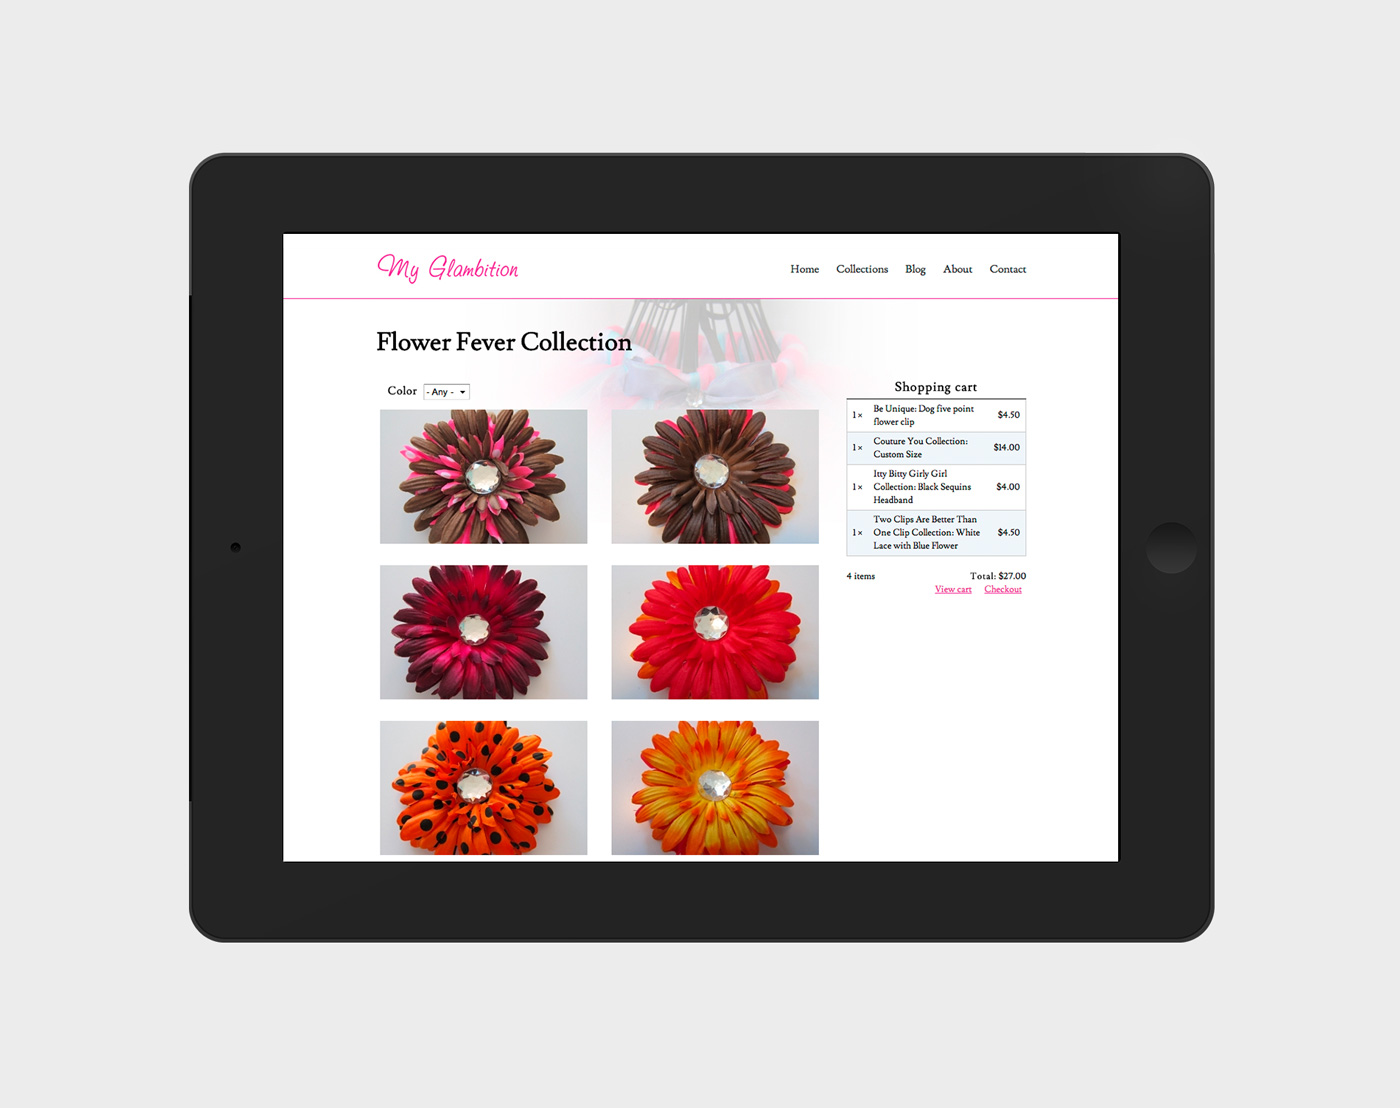 My Glambition
Home Collections Blog About Contact
Flower Fever Collection
Color - Any -
Shopping cart
1× Be Unique: Dog five point $4.50
flower clip
1× Couture You Collection: $14.00
Custom Size
1× Itty Bitty Girly Girl $4.00
Collection: Black Sequins
Headband
1× Two Clips Are Better Than $4.50
One Clip Collection: White
Lace with Blue Flower
4 items Total: $27.00
View cart Checkout